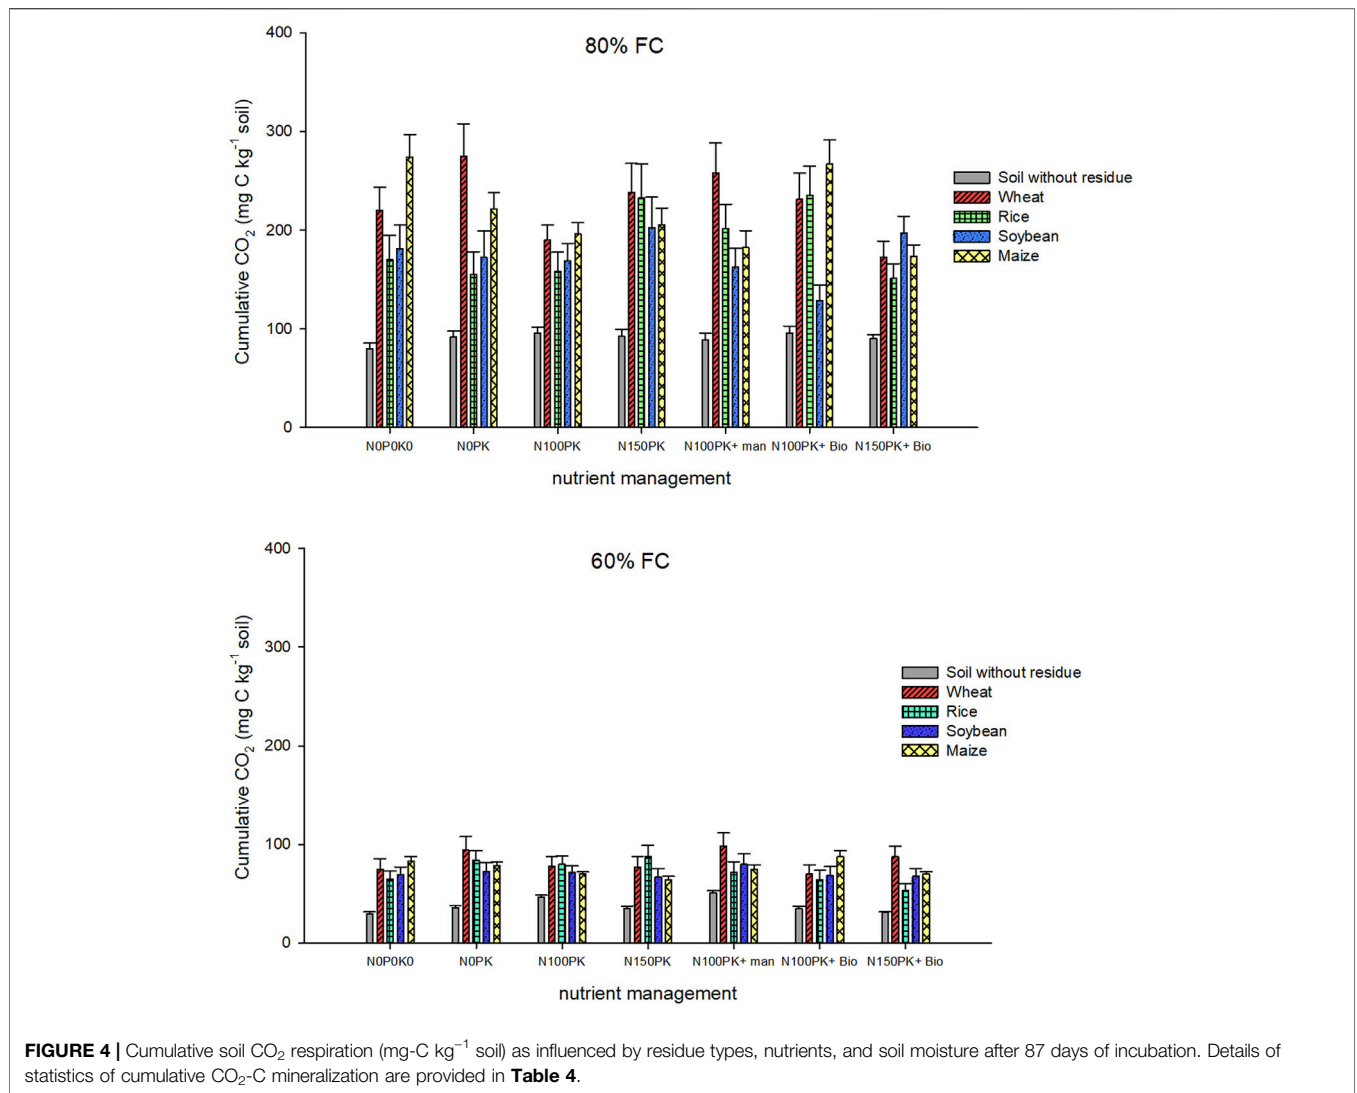 80% FC
400
300
200
100
0
Cumulative CO₂ (mg C kg⁻¹ soil)
Soil without residue
Wheat
Rice
Soybean
Maize
N0P0K0 N0PK N100PK N150PK N100PK+ man N100PK+ Bio N150PK+ Bio
nutrient management
60% FC
400
300
200
100
0
Cumulative CO₂ (mg C kg⁻¹ soil)
Soil without residue
Wheat
Rice
Soybean
Maize
N0P0K0 N0PK N100PK N150PK N100PK+ man N100PK+ Bio N150PK+ Bio
nutrient management
FIGURE 4 | Cumulative soil CO₂ respiration (mg-C kg⁻¹ soil) as influenced by residue types, nutrients, and soil moisture after 87 days of incubation. Details of
statistics of cumulative CO₂-C mineralization are provided in Table 4.